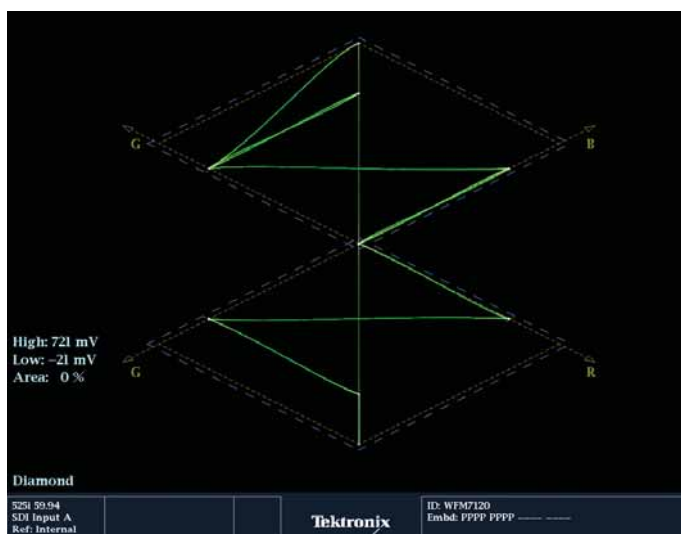 G
B
High: 721 mV
Low: –21 mV
Area: 0 %
G
R
Diamond
525i 59.94
SDI Input A
Ref: Internal
Tektronix
ID: WFM7120
Embd: PPPP PPPP ---- ----